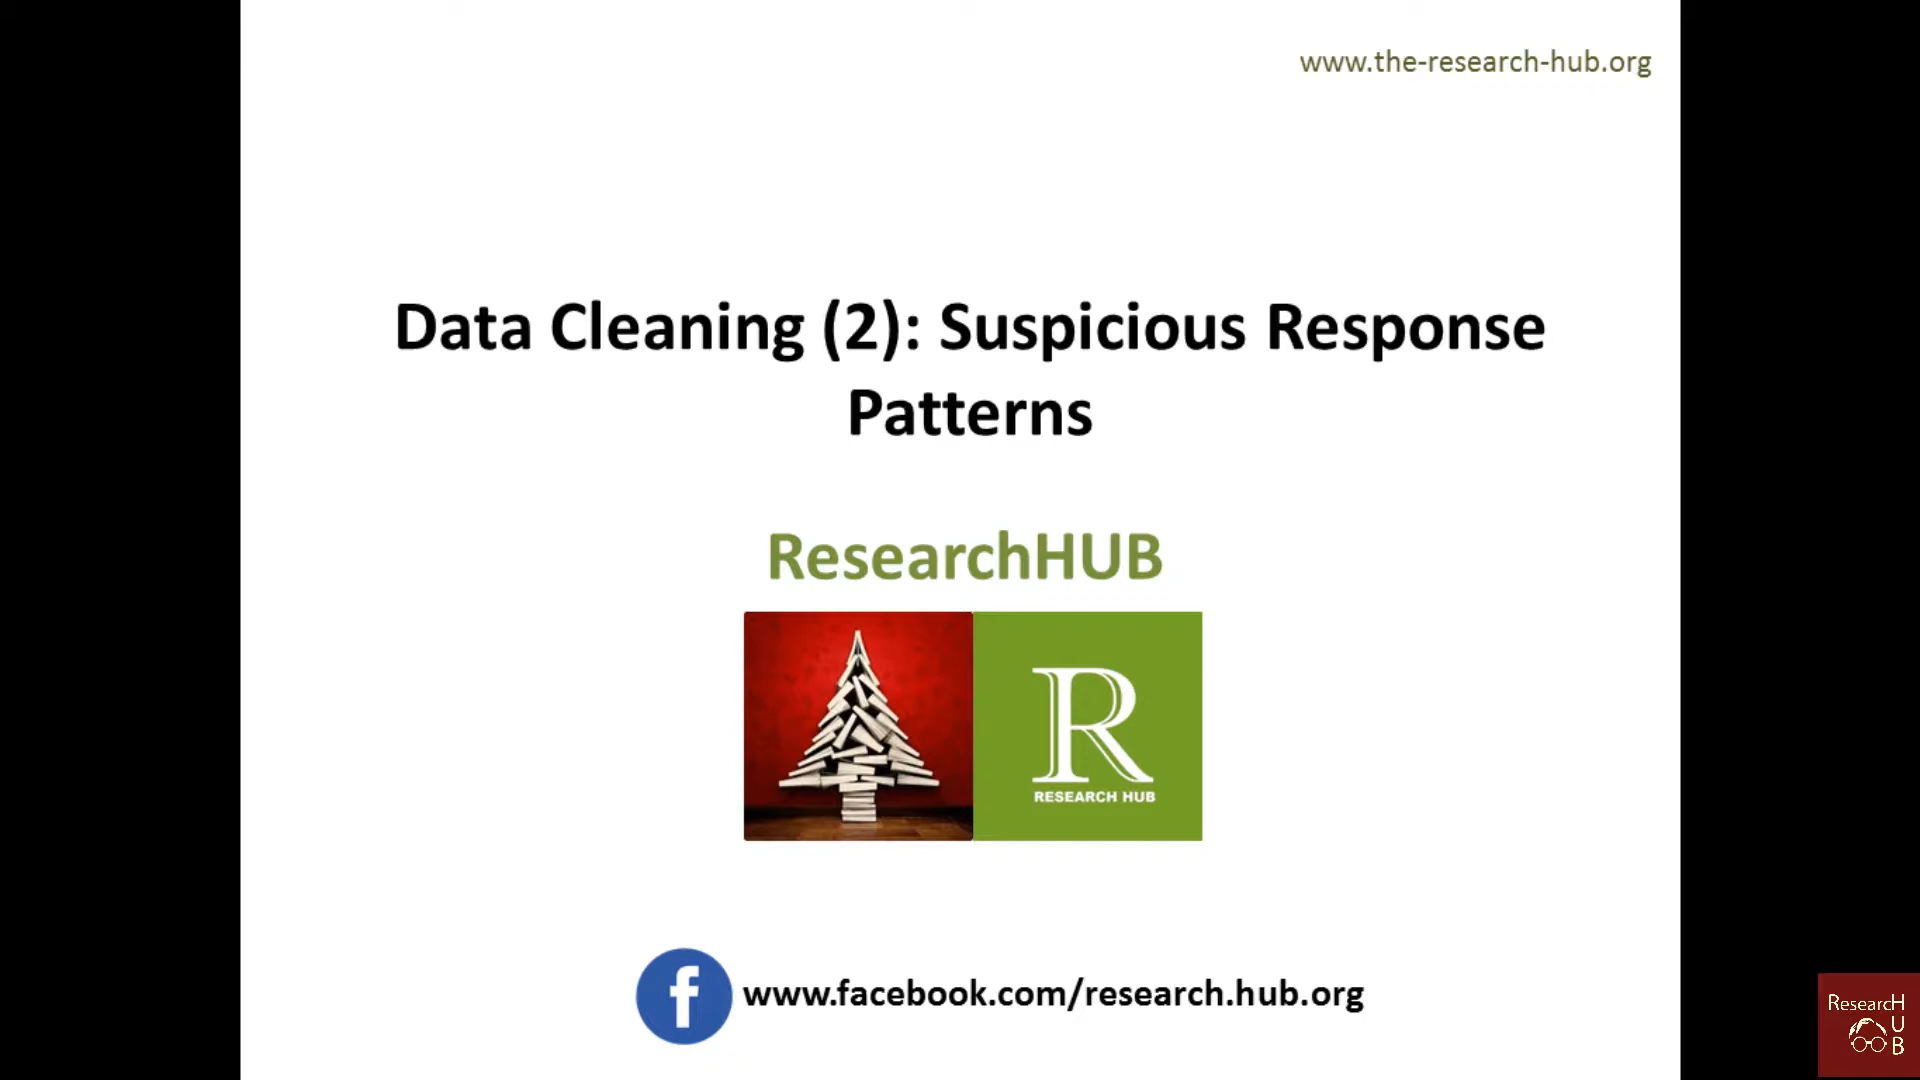 www.the-research-hub.org
Data Cleaning (2): Suspicious Response
Patterns
ResearchHUB
R
RESEARCH HUB
f www.facebook.com/research.hub.org
ResearcH
U
B